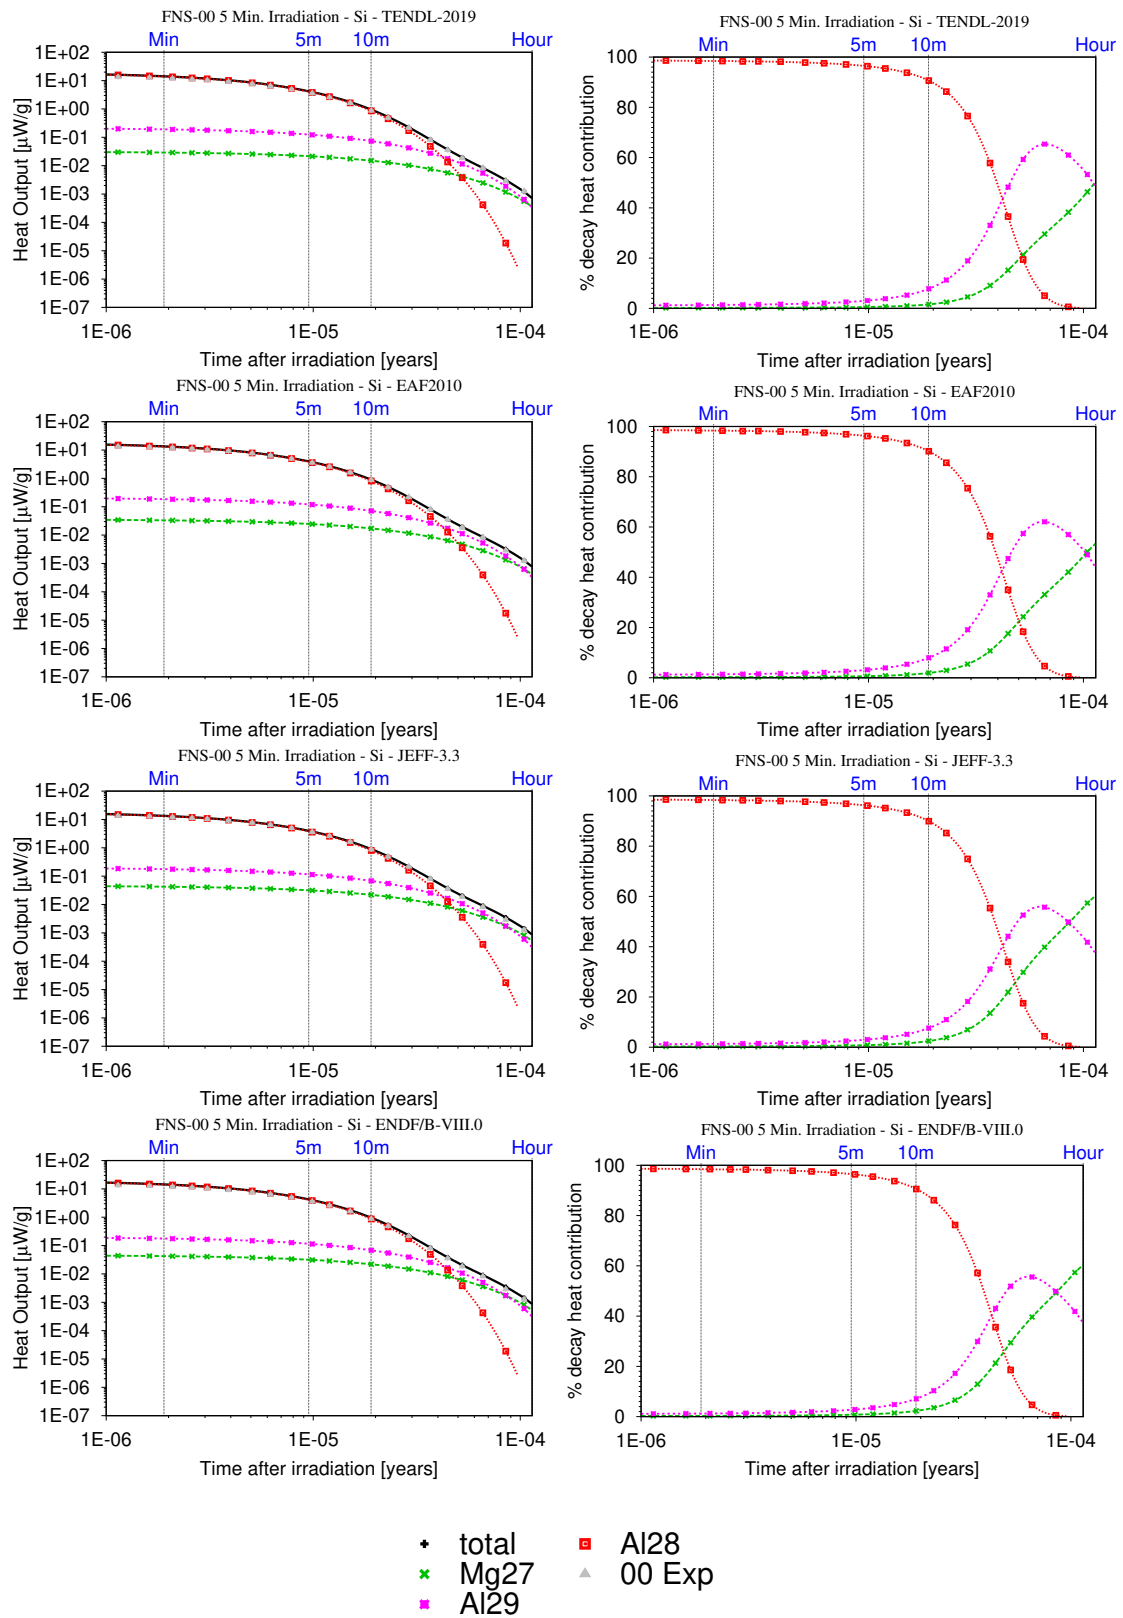 FNS-00 5 Min. Irradiation - Si - TENDL-2019
Min 5m 10m Hour
1E+02
1E+01
1E+00
1E-01
1E-02
1E-03
1E-04
1E-05
1E-06
1E-07
Heat Output [µW/g]
1E-06 1E-05 1E-04
Time after irradiation [years]
FNS-00 5 Min. Irradiation - Si - TENDL-2019
Min 5m 10m Hour
100
80
60
40
20
0
% decay heat contribution
1E-06 1E-05 1E-04
Time after irradiation [years]
FNS-00 5 Min. Irradiation - Si - EAF2010
Min 5m 10m Hour
1E+02
1E+01
1E+00
1E-01
1E-02
1E-03
1E-04
1E-05
1E-06
1E-07
Heat Output [µW/g]
1E-06 1E-05 1E-04
Time after irradiation [years]
FNS-00 5 Min. Irradiation - Si - EAF2010
Min 5m 10m Hour
100
80
60
40
20
0
% decay heat contribution
1E-06 1E-05 1E-04
Time after irradiation [years]
FNS-00 5 Min. Irradiation - Si - JEFF-3.3
Min 5m 10m Hour
1E+02
1E+01
1E+00
1E-01
1E-02
1E-03
1E-04
1E-05
1E-06
1E-07
Heat Output [µW/g]
1E-06 1E-05 1E-04
Time after irradiation [years]
FNS-00 5 Min. Irradiation - Si - JEFF-3.3
Min 5m 10m Hour
100
80
60
40
20
0
% decay heat contribution
1E-06 1E-05 1E-04
Time after irradiation [years]
FNS-00 5 Min. Irradiation - Si - ENDF/B-VIII.0
Min 5m 10m Hour
1E+02
1E+01
1E+00
1E-01
1E-02
1E-03
1E-04
1E-05
1E-06
1E-07
Heat Output [µW/g]
1E-06 1E-05 1E-04
Time after irradiation [years]
FNS-00 5 Min. Irradiation - Si - ENDF/B-VIII.0
Min 5m 10m Hour
100
80
60
40
20
0
% decay heat contribution
1E-06 1E-05 1E-04
Time after irradiation [years]
total Al28
Mg27 00 Exp
Al29